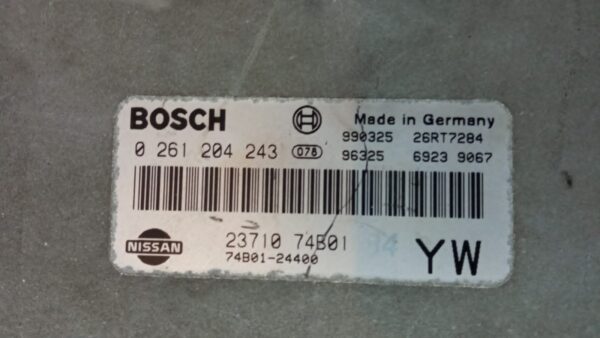 BOSCH Made in Germany
990325 26RT7284
0 261 204 243 078 96325 6923 9067
NISSAN 23710 74B01 YW
74B01-24400